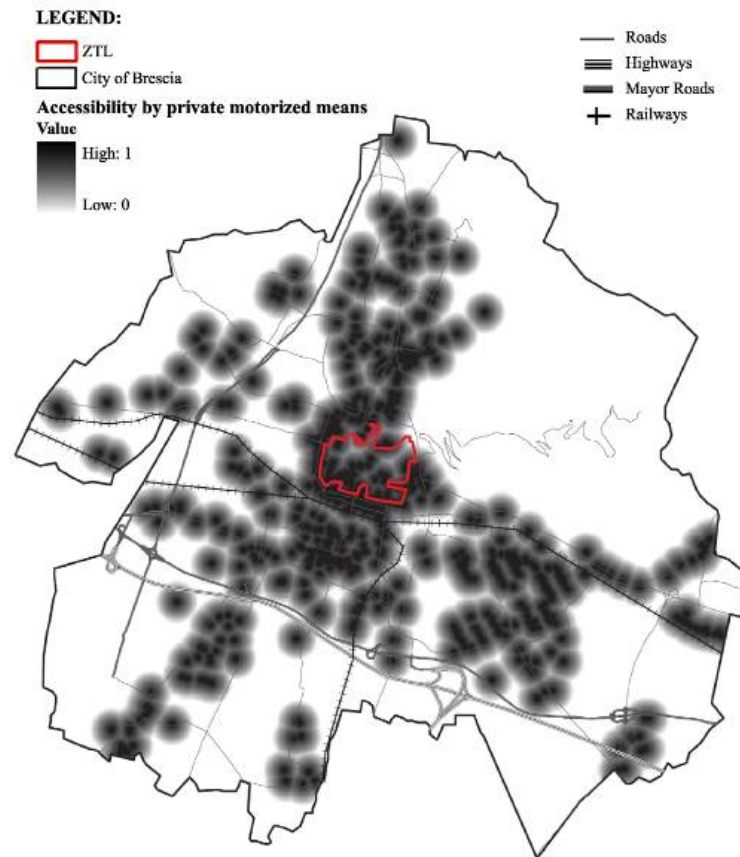 LEGEND:
ZTL
City of Brescia
Accessibility by private motorized means
Value
High: 1
Low: 0
Roads
Highways
Mayor Roads
Railways